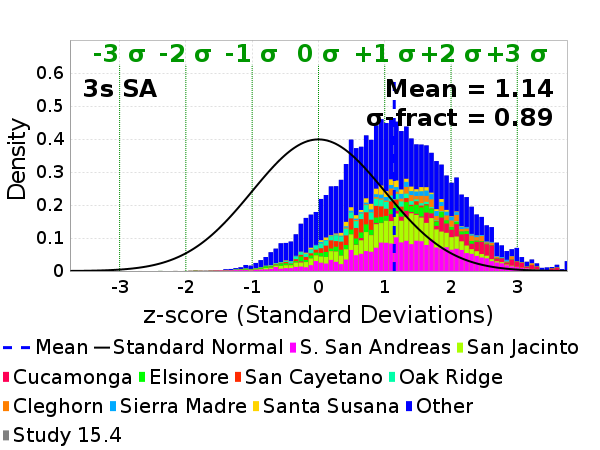 -3 σ -2 σ -1 σ 0 σ +1 σ +2 σ +3 σ
3s SA
Mean = 1.14
σ-fract = 0.89
Density
0.6
0.5
0.4
0.3
0.2
0.1
0
-3 -2 -1 0 1 2 3
z-score (Standard Deviations)
Mean Standard Normal S. San Andreas San Jacinto
Cucamonga Elsinore San Cayetano Oak Ridge
Cleghorn Sierra Madre Santa Susana Other
Study 15.4